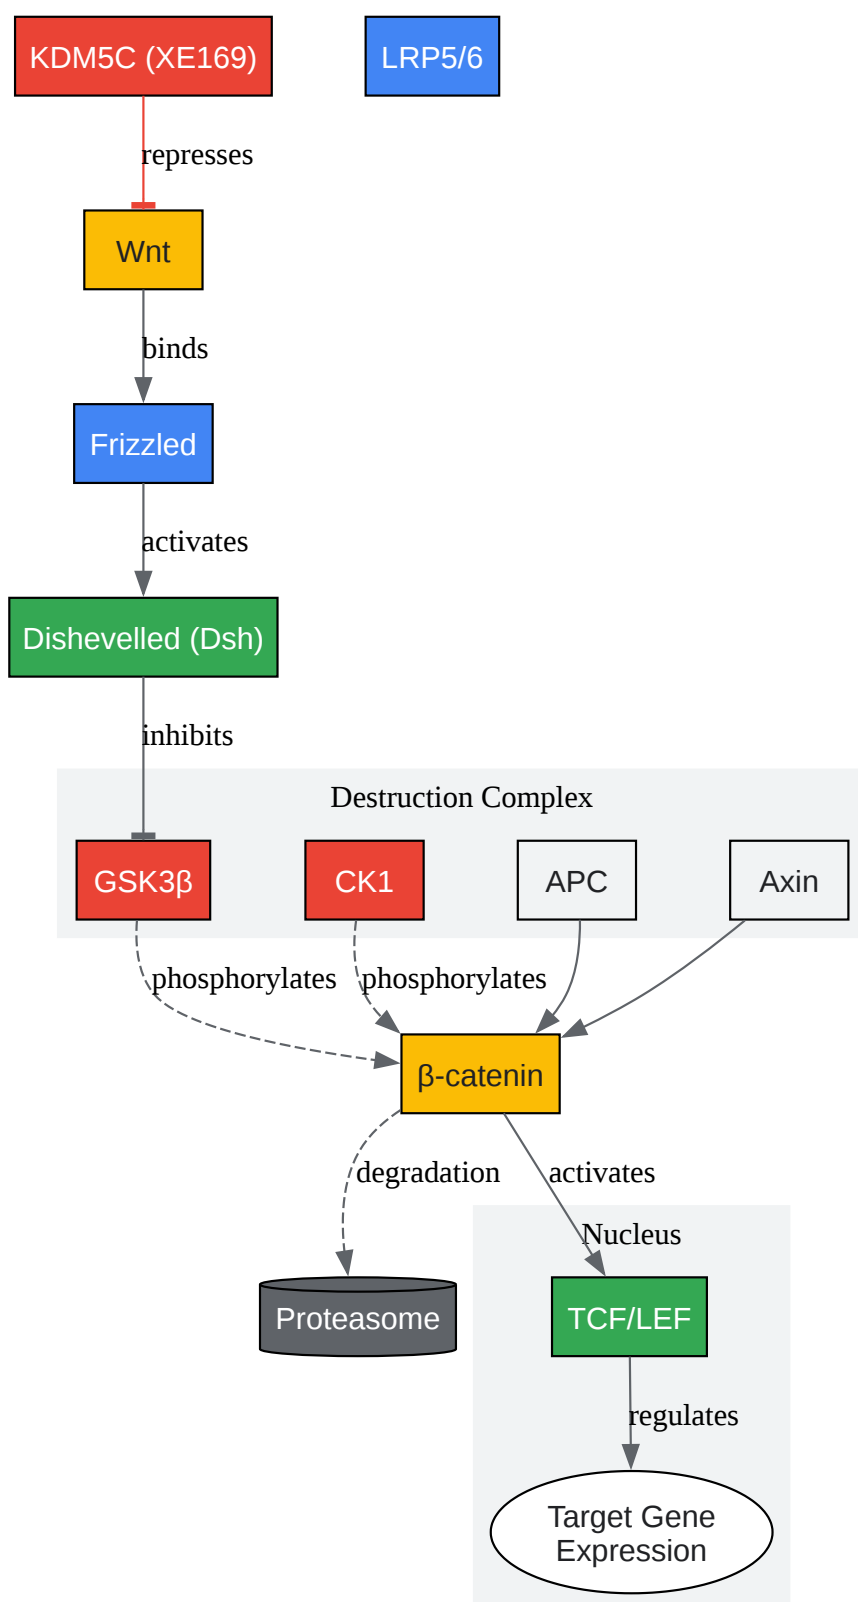 KDM5C (XE169)
LRP5/6
represses
Wnt
binds
Frizzled
activates
Dishevelled (Dsh)
inhibits
Destruction Complex
GSK3β
CK1
APC
Axin
phosphorylates
phosphorylates
β-catenin
degradation
activates
Nucleus
Proteasome
TCF/LEF
regulates
Target Gene
Expression